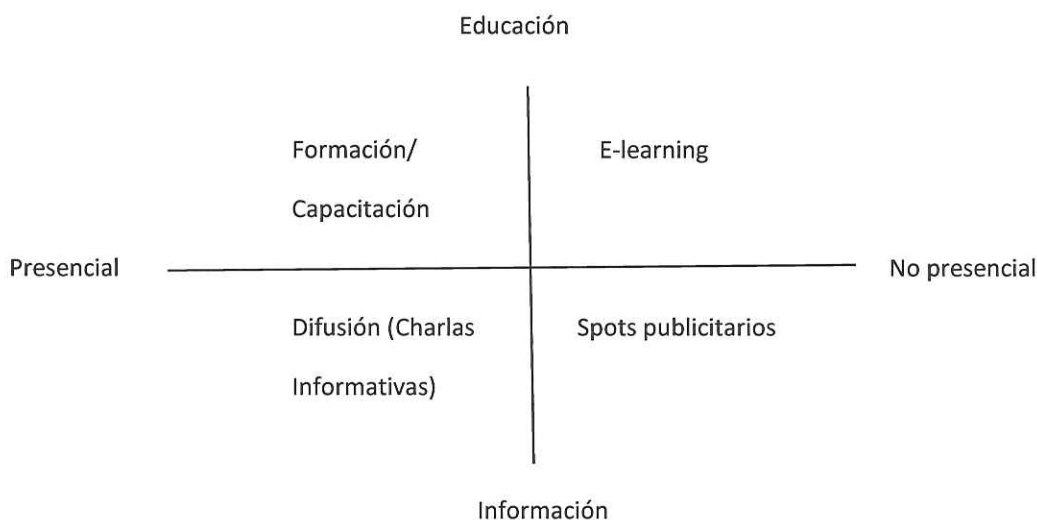 Educación
Formación/
E-learning
Capacitación
Presencial
No presencial
Difusión (Charlas
Spots publicitarios
Informativas)
Información